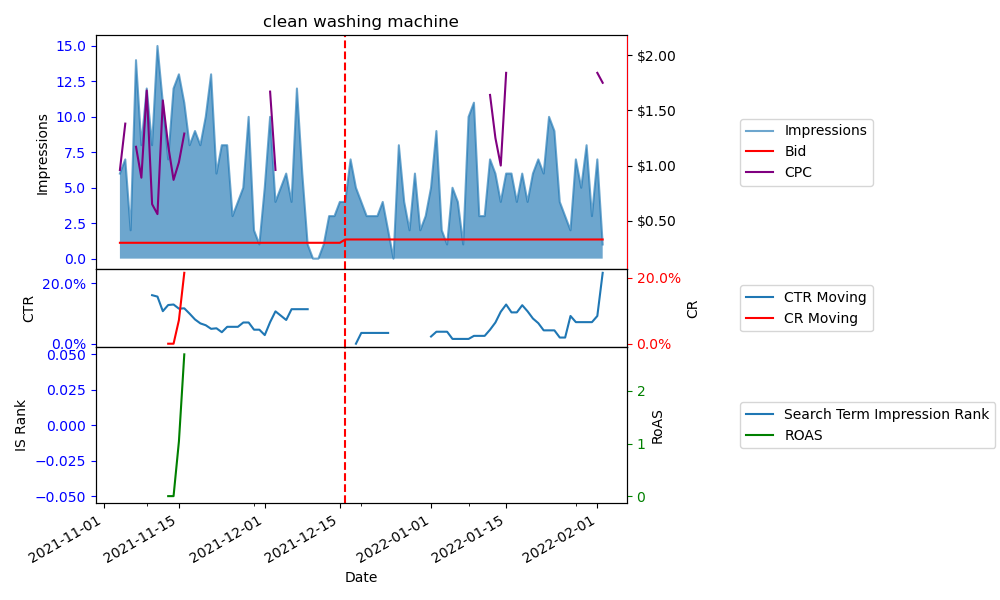 clean washing machine
15.0
12.5
10.0
7.5
5.0
2.5
0.0
Impressions
$2.00
$1.50
$1.00
$0.50
Impressions
Bid
CPC
20.0%
0.0%
CTR
20.0%
0.0%
CR
CTR Moving
CR Moving
0.050
0.025
0.000
−0.025
−0.050
IS Rank
2
1
0
RoAS
Search Term Impression Rank
ROAS
2021-11-01
2021-11-15
2021-12-01
2021-12-15
2022-01-01
2022-01-15
2022-02-01
Date